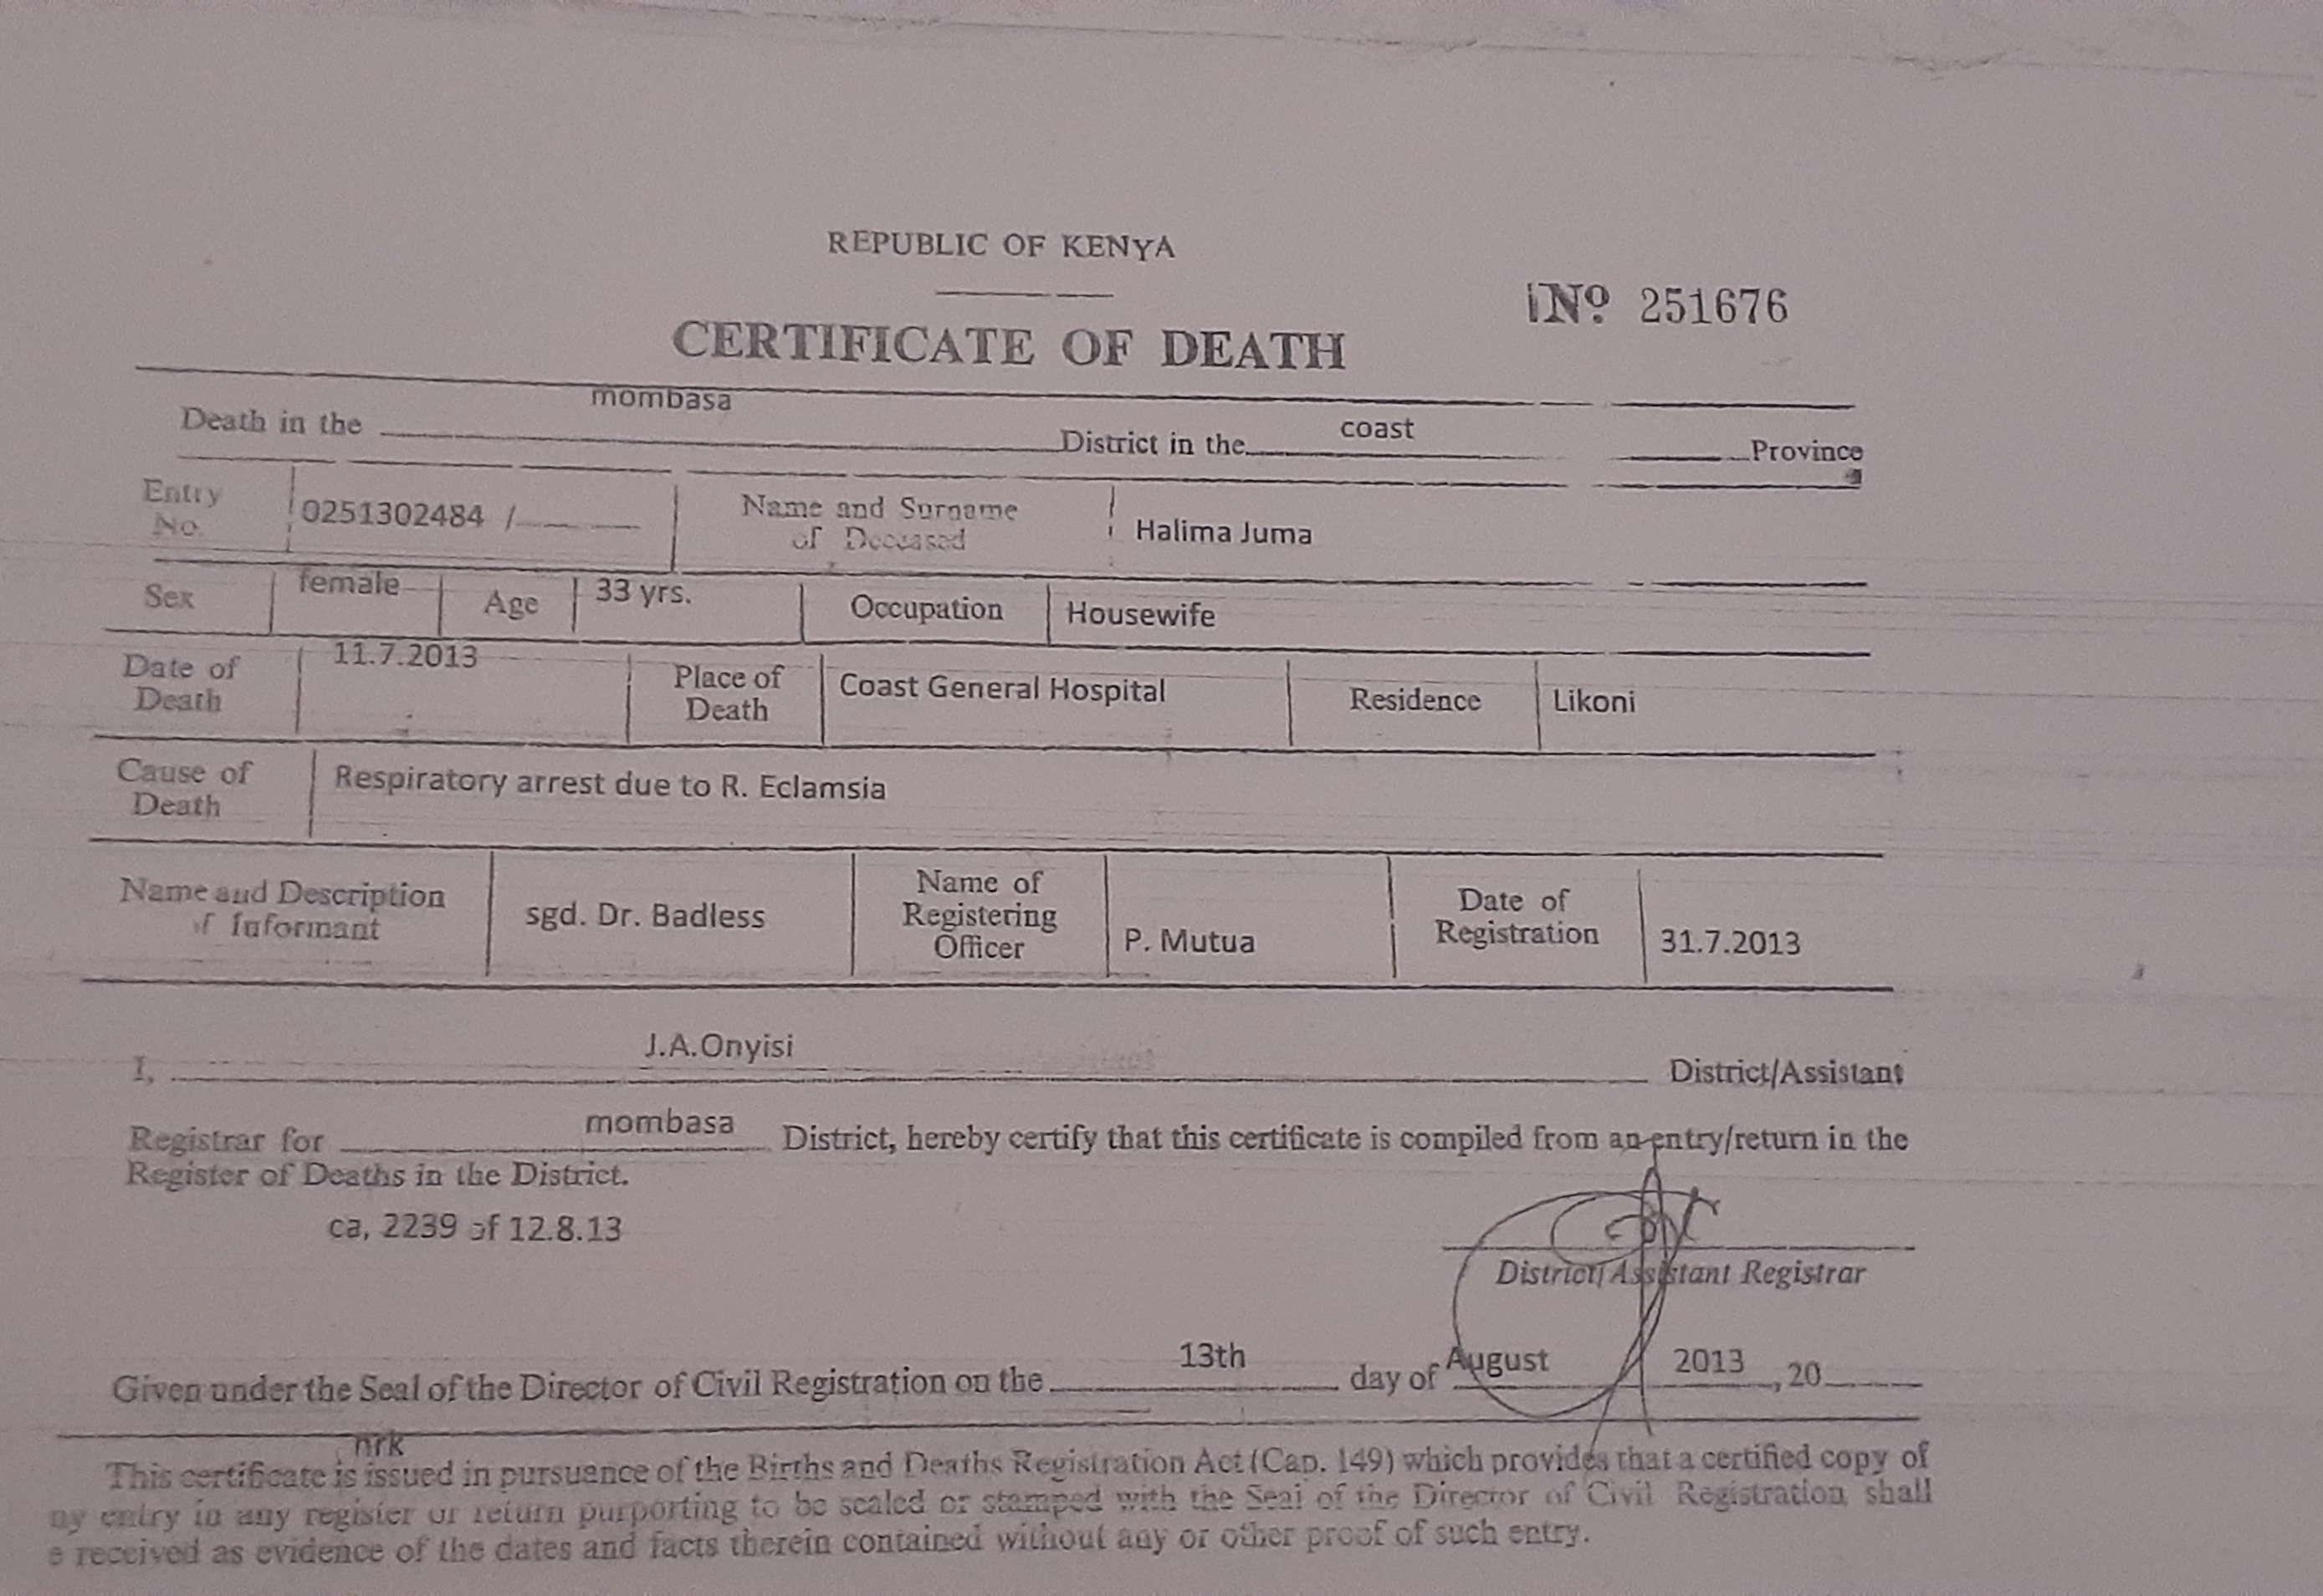 REPUBLIC OF KENYA
No 251676
CERTIFICATE OF DEATH
Death in the mombasa District in the coast Province
Entry No. 0251302484 / Name and Surname of Deceased Halima Juma
Sex female Age 33 yrs. Occupation Housewife
Date of Death 11.7.2013 Place of Death Coast General Hospital Residence Likoni
Cause of Death Respiratory arrest due to R. Eclamsia
Name and Description of Informant sgd. Dr. Badless Name of Registering Officer P. Mutua Date of Registration 31.7.2013
I, J.A.Onyisi District/Assistant
Registrar for mombasa District, hereby certify that this certificate is compiled from an entry/return in the
Register of Deaths in the District.
ca, 2239 of 12.8.13
District/Assistant Registrar
Given under the Seal of the Director of Civil Registration on the 13th day of August 2013 , 20
nrk
This certificate is issued in pursuance of the Births and Deaths Registration Act (Cap. 149) which provides that a certified copy of
ny entry in any register or return purporting to be sealed or stamped with the Seal of the Director of Civil Registration shall
e received as evidence of the dates and facts therein contained without any or other proof of such entry.